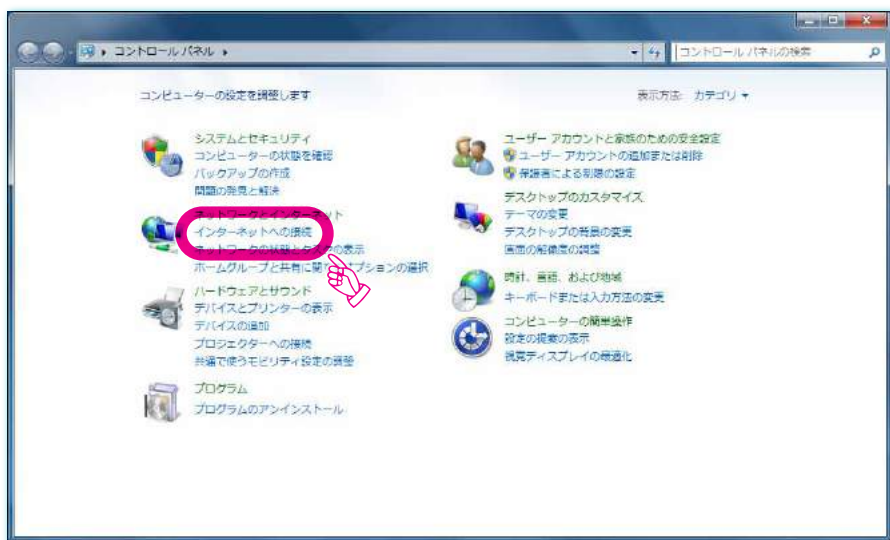 コントロール パネル
コントロール パネルの検索
コンピューターの設定を調整します
表示方法: カテゴリ
システムとセキュリティ
コンピューターの状態を確認
バックアップの作成
問題の発見と解決
ネットワークとインターネット
インターネットへの接続
ネットワークの状態とタスクの表示
ホームグループと共有に関 プションの選択
ハードウェアとサウンド
デバイスとプリンターの表示
デバイスの追加
プロジェクターへの接続
共通で使うモビリティ設定の調整
プログラム
プログラムのアンインストール
ユーザー アカウントと家族のための安全設定
ユーザー アカウントの追加または削除
保護者による制限の設定
デスクトップのカスタマイズ
テーマの変更
デスクトップの背景の変更
画面の解像度の調整
時計、言語、および地域
キーボードまたは入力方法の変更
コンピューターの簡単操作
設定の提案の表示
視覚ディスプレイの最適化